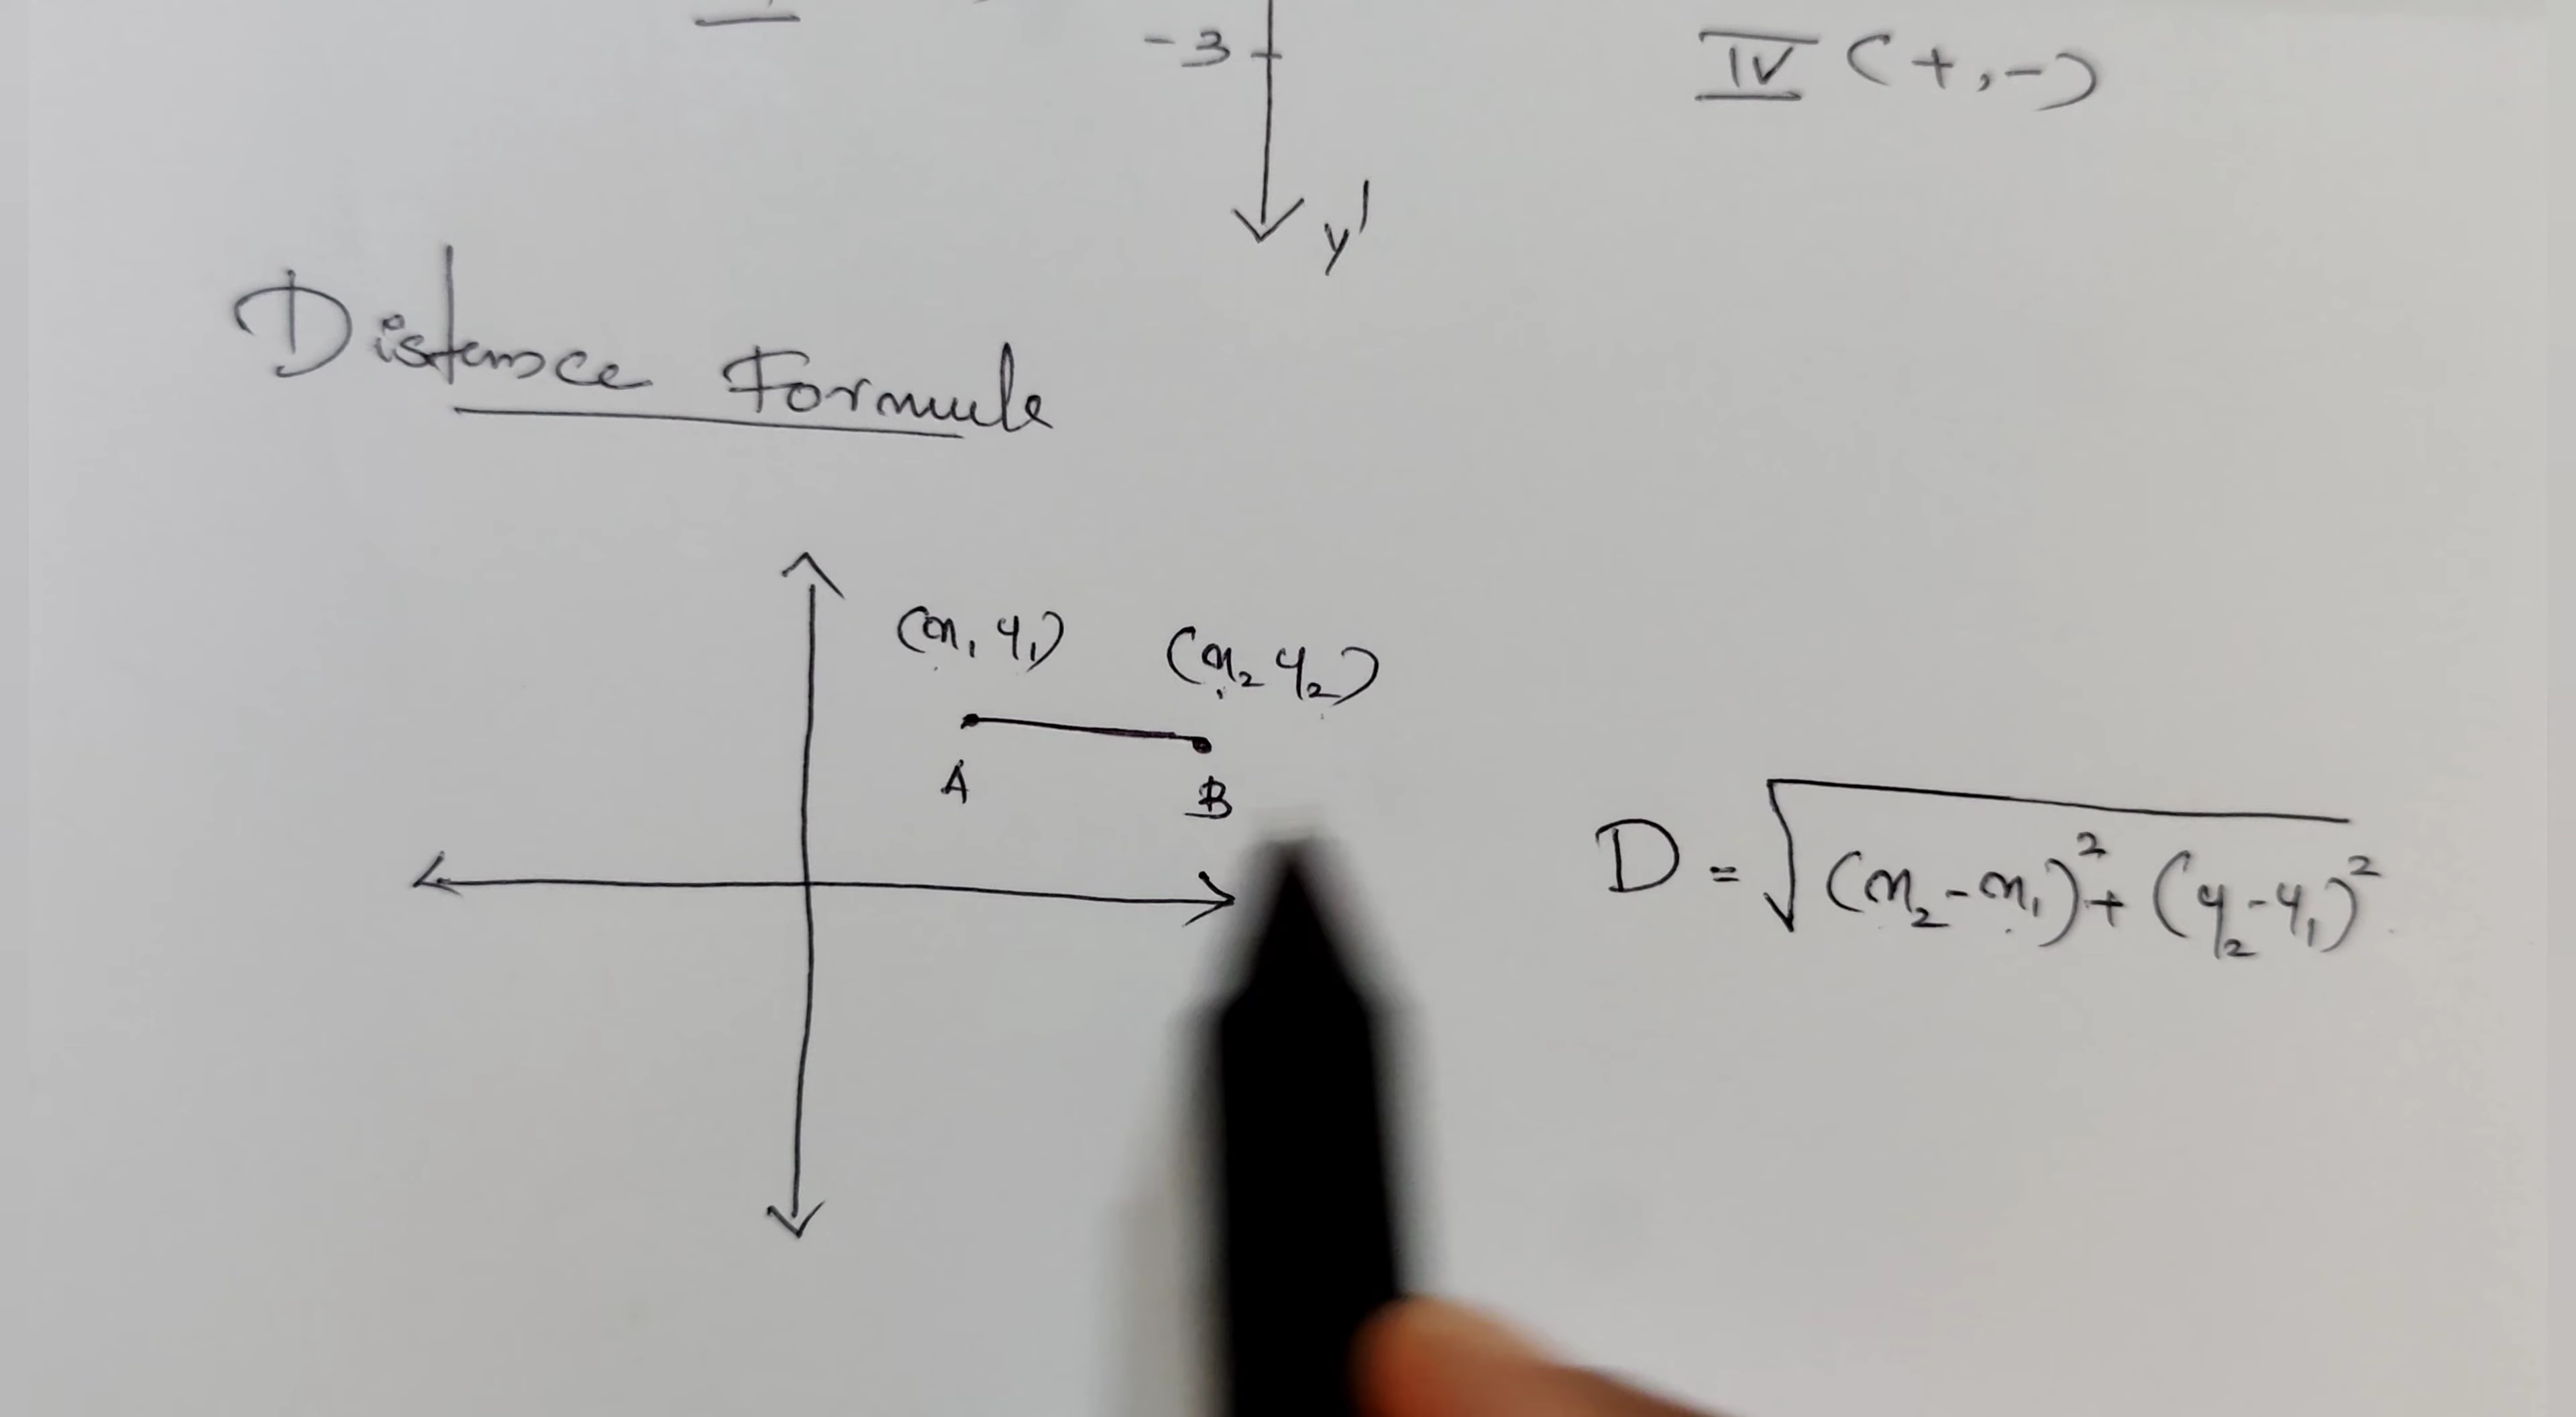 -3
IV (+,-)
y'
Distance Formula
(x₁ y₁) (x₂ y₂)
A B
D = √(x₂-x₁)² + (y₂-y₁)²